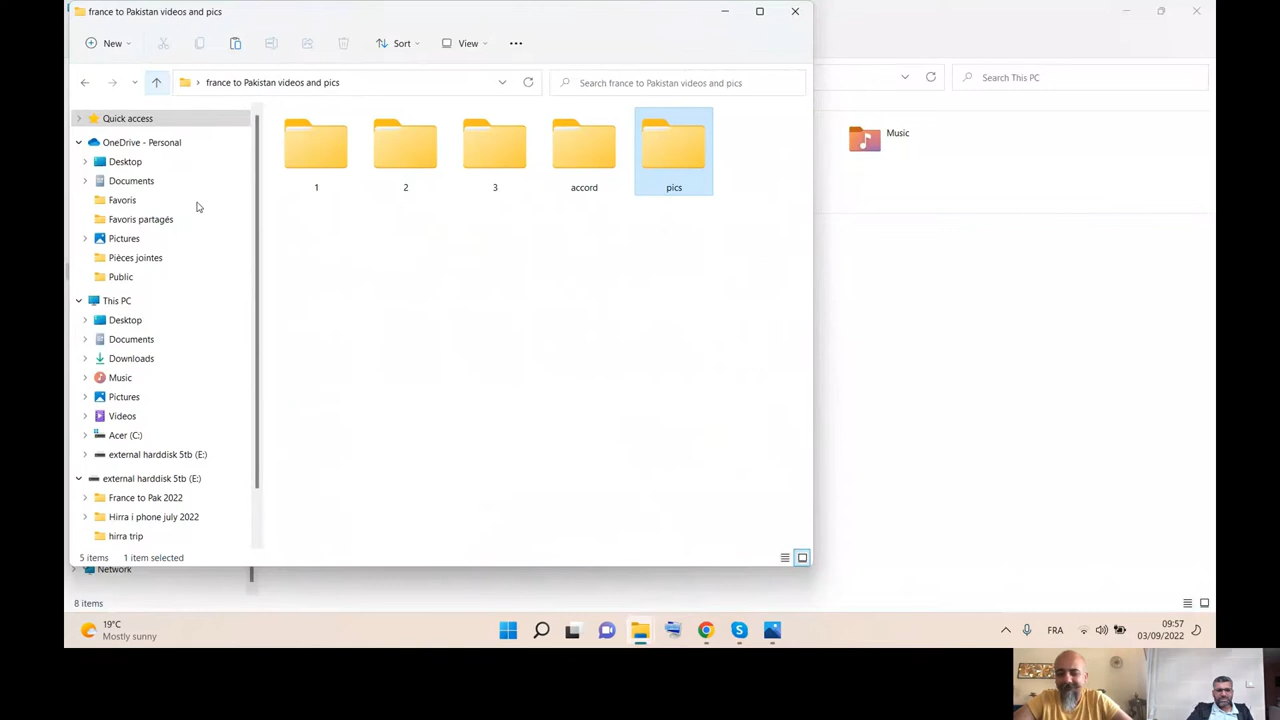 france to Pakistan videos and pics
New
Sort
View
france to Pakistan videos and pics
Search france to Pakistan videos and pics
Search This PC
Quick access
OneDrive - Personal
Desktop
Documents
Favoris
Favoris partagés
Pictures
Pièces jointes
Public
This PC
Desktop
Documents
Downloads
Music
Pictures
Videos
Acer (C:)
external harddisk 5tb (E:)
external harddisk 5tb (E:)
France to Pak 2022
Hirra i phone july 2022
hirra trip
1
2
3
accord
pics
Music
5 items
1 item selected
Network
8 items
19°C
Mostly sunny
FRA
09:57
03/09/2022